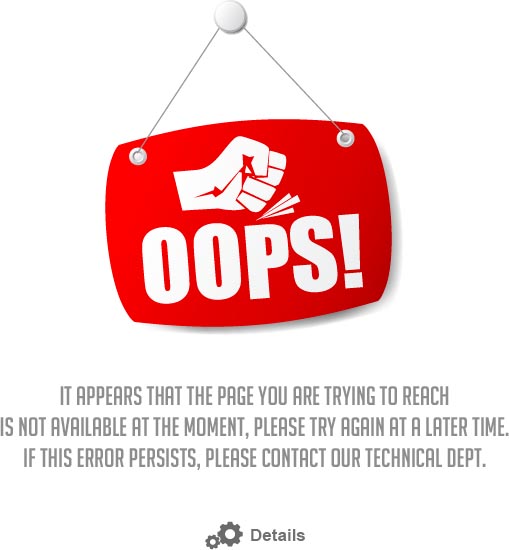 OOPS!
IT APPEARS THAT THE PAGE YOU ARE TRYING TO REACH
IS NOT AVAILABLE AT THE MOMENT, PLEASE TRY AGAIN AT A LATER TIME.
IF THIS ERROR PERSISTS, PLEASE CONTACT OUR TECHNICAL DEPT.
Details